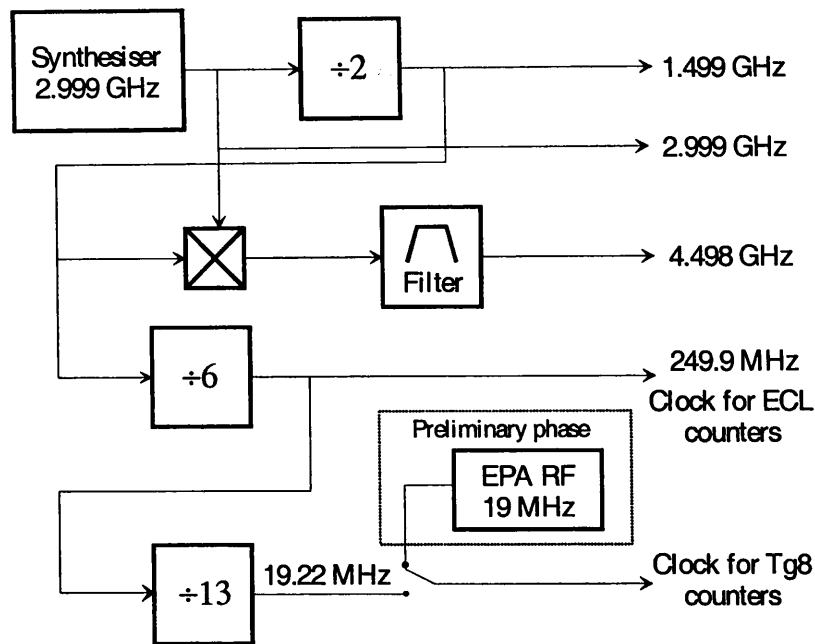 Synthesiser
2.999 GHz
÷2
1.499 GHz
2.999 GHz
Filter
4.498 GHz
÷6
249.9 MHz
Clock for ECL
counters
Preliminary phase
EPA RF
19 MHz
÷13
19.22 MHz
Clock for Tg8
counters